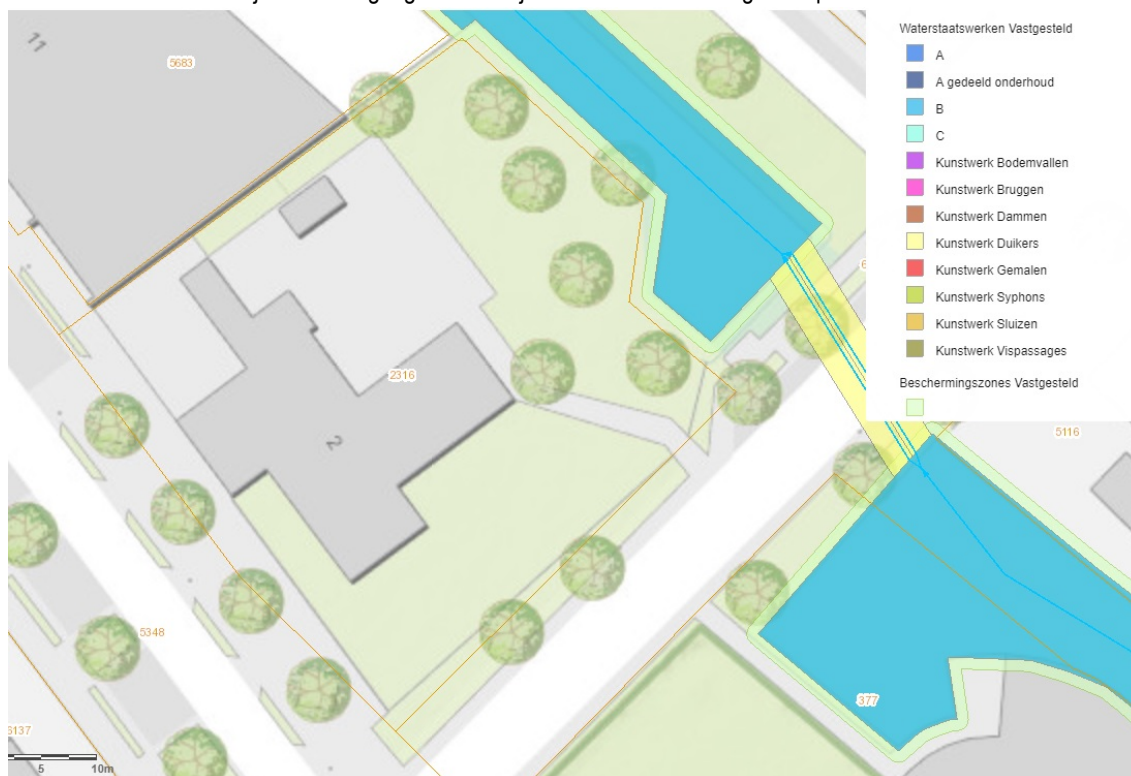 11
5683
2316
2
5348
6137
5
10m
377
5116
Waterstaatswerken Vastgesteld
A
A gedeeld onderhoud
B
C
Kunstwerk Bodemvallen
Kunstwerk Bruggen
Kunstwerk Dammen
Kunstwerk Duikers
Kunstwerk Gemalen
Kunstwerk Syphons
Kunstwerk Sluizen
Kunstwerk Vispassages
Beschermingszones Vastgesteld